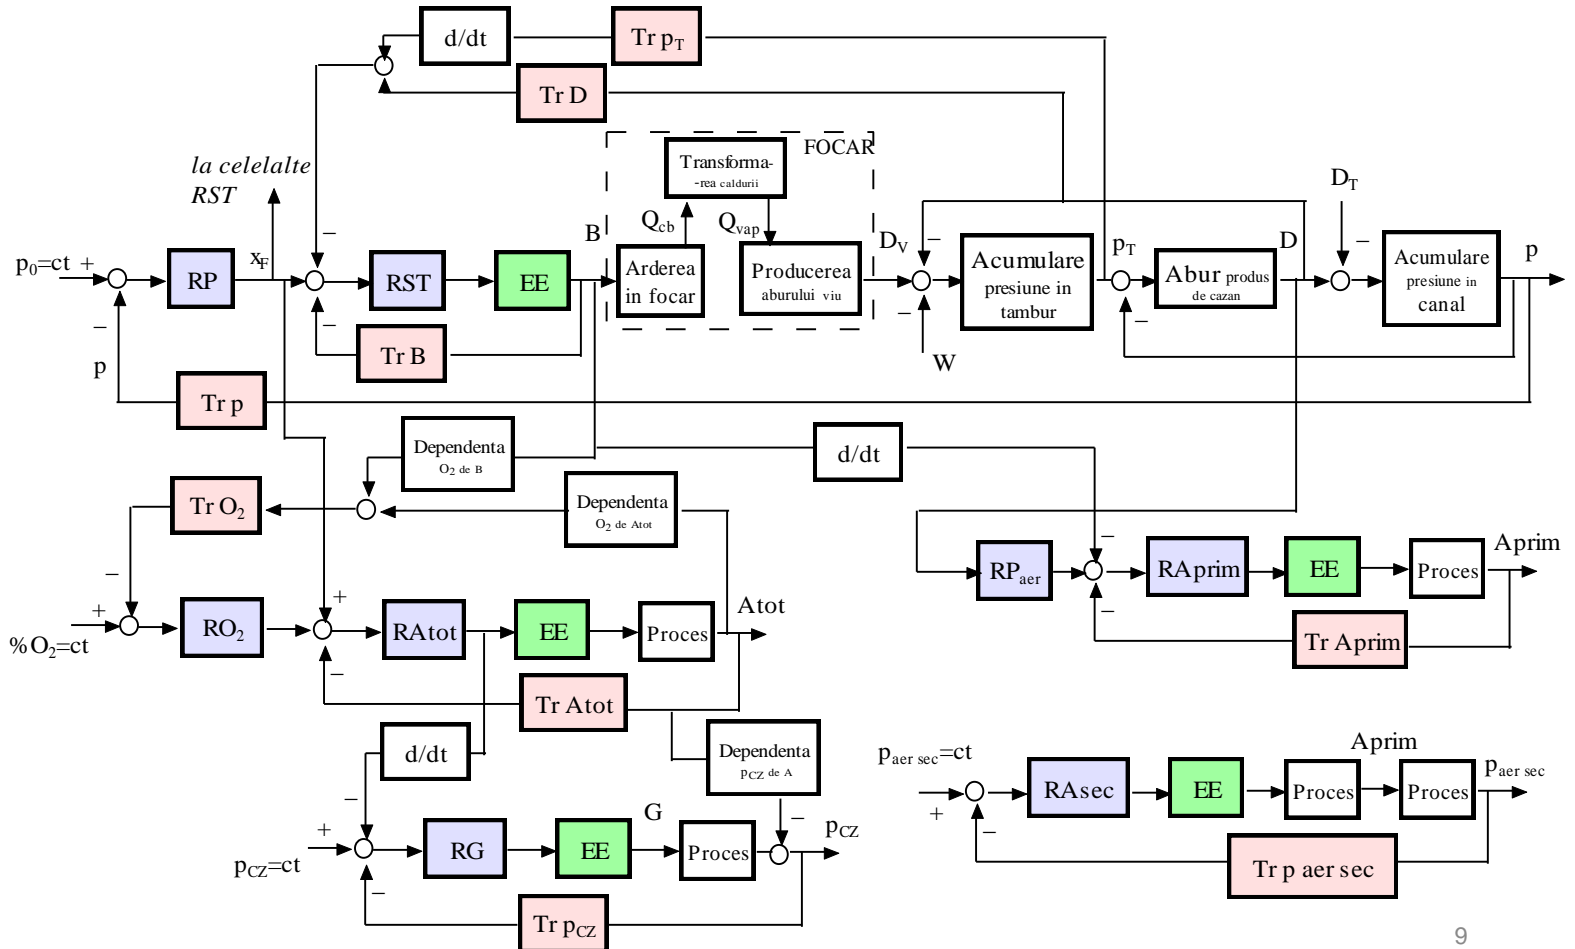 d/dt
Tr p_T
Tr D
la celelalte
RST
FOCAR
Transforma-
-rea caldurii
Q_cb
Q_vap
B
D_V
D_T
p_T
D
p
p_0=ct
+
–
RP
x_F
–
–
RST
EE
Arderea
in focar
Producerea
aburului viu
–
–
W
Acumulare
presiune in
tambur
–
Abur produs
de cazan
–
Acumulare
presiune in
canal
Tr B
p
Tr p
Dependenta
O_2 de B
d/dt
Tr O_2
Dependenta
O_2 de Atot
–
+
%O_2=ct
RO_2
+
–
RAtot
EE
Proces
Atot
Tr Atot
RP_aer
–
–
RAprim
EE
Proces
Aprim
Tr Aprim
d/dt
Dependenta
p_CZ de A
–
+
–
p_CZ=ct
RG
EE
G
Proces
–
p_CZ
Tr p_CZ
p_aer sec=ct
+
–
RAsec
EE
Proces
Aprim
Proces
p_aer sec
Tr p aer sec
9